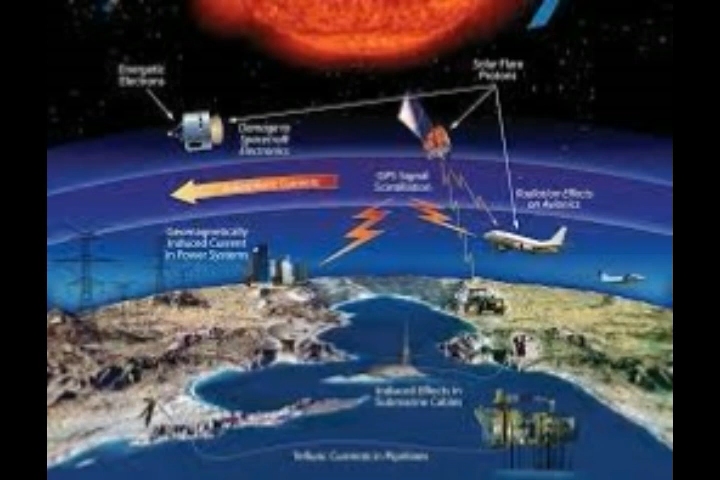 Energetic
Electrons
Solar Flare
Protons
Damage to
Spacecraft
Electronics
GPS Signal
Scintillation
Radiation Effects
on Avionics
Geomagnetically
Induced Current
in Power Systems
Induced Effects in
Submarine Cables
Telluric Currents in Pipelines